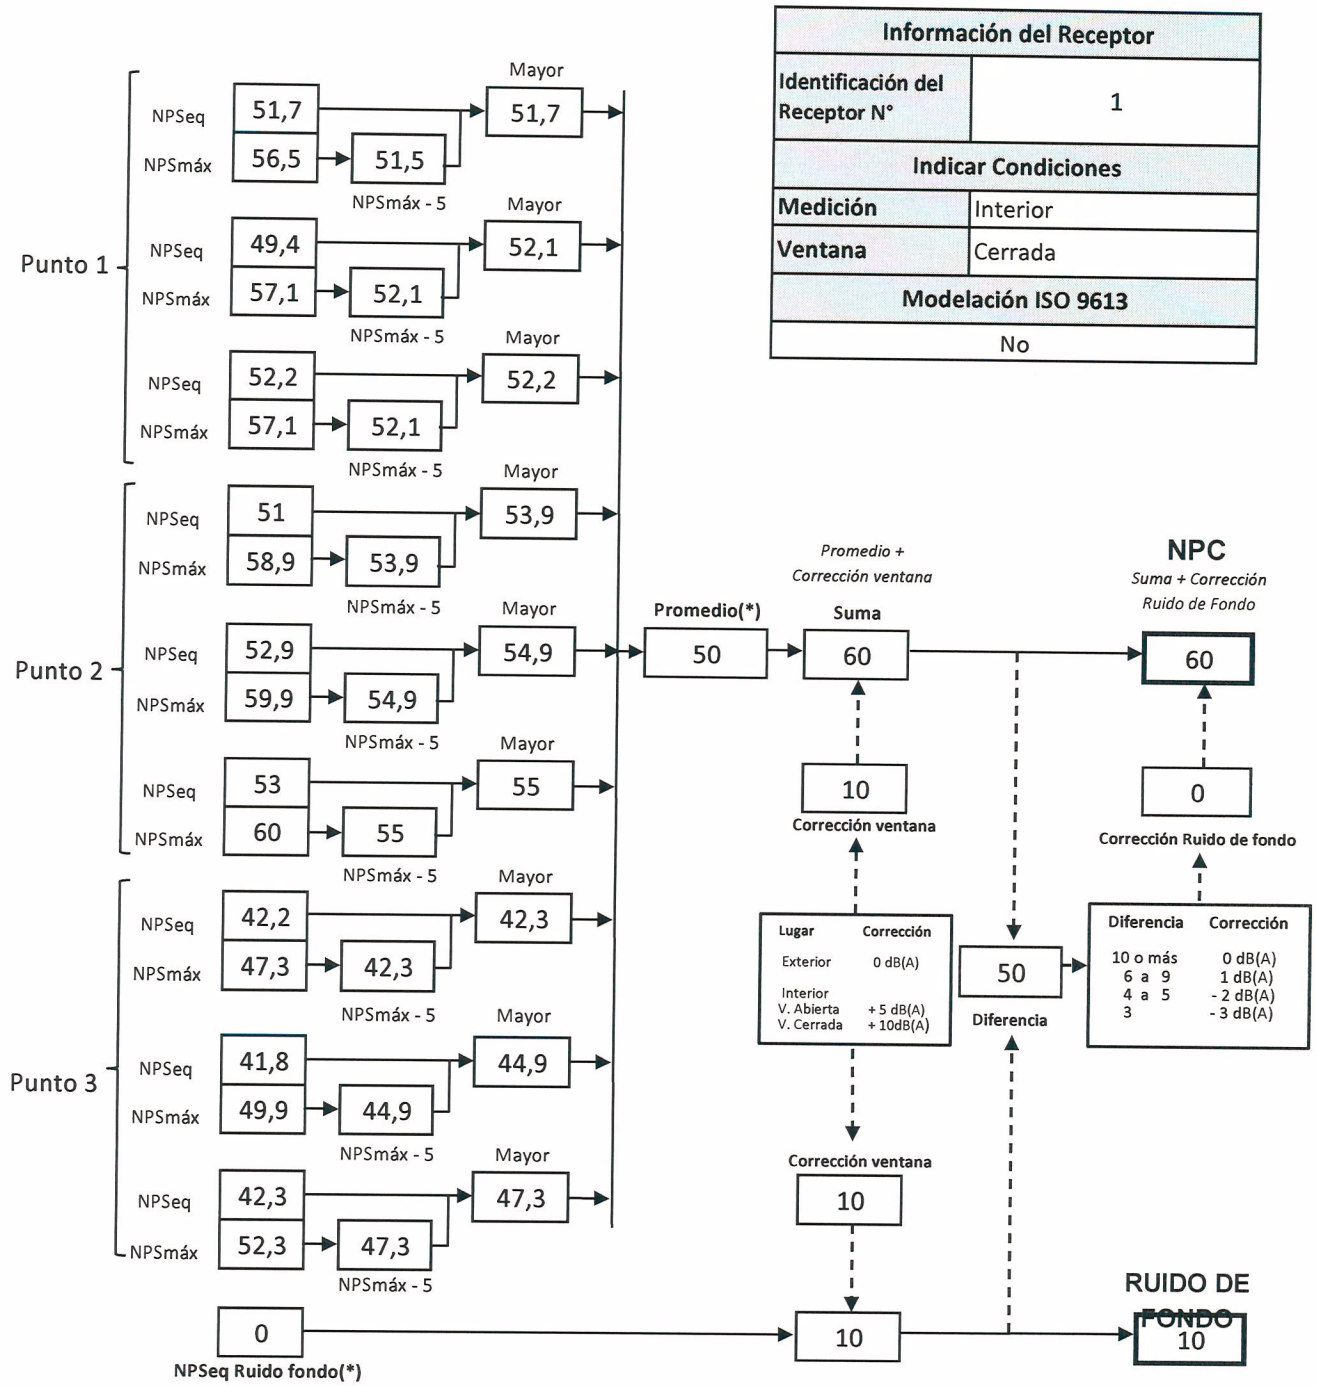 Información del Receptor
Identificación del
Receptor N°
1
Indicar Condiciones
Medición Interior
Ventana Cerrada
Modelación ISO 9613
No
Punto 1
Mayor
NPSeq 51,7 51,7
NPSmáx 56,5 51,5
NPSmáx - 5
Mayor
NPSeq 49,4 52,1
NPSmáx 57,1 52,1
NPSmáx - 5
Mayor
NPSeq 52,2 52,2
NPSmáx 57,1 52,1
NPSmáx - 5
Punto 2
Mayor
NPSeq 51 53,9
NPSmáx 58,9 53,9
NPSmáx - 5
Mayor
NPSeq 52,9 54,9
NPSmáx 59,9 54,9
NPSmáx - 5
Mayor
NPSeq 53 55
NPSmáx 60 55
NPSmáx - 5
Punto 3
Mayor
NPSeq 42,2 42,3
NPSmáx 47,3 42,3
NPSmáx - 5
Mayor
NPSeq 41,8 44,9
NPSmáx 49,9 44,9
NPSmáx - 5
Mayor
NPSeq 42,3 47,3
NPSmáx 52,3 47,3
NPSmáx - 5
0
NPSeq Ruido fondo(*)
Promedio(*)
50
Promedio +
Corrección ventana
Suma
60
10
Corrección ventana
Lugar Corrección
Exterior 0 dB(A)
Interior
V. Abierta + 5 dB(A)
V. Cerrada + 10dB(A)
Corrección ventana
10
10
50
Diferencia
NPC
Suma + Corrección
Ruido de Fondo
60
0
Corrección Ruido de fondo
Diferencia Corrección
10 o más 0 dB(A)
6 a 9 1 dB(A)
4 a 5 - 2 dB(A)
3 - 3 dB(A)
RUIDO DE
FONDO
10